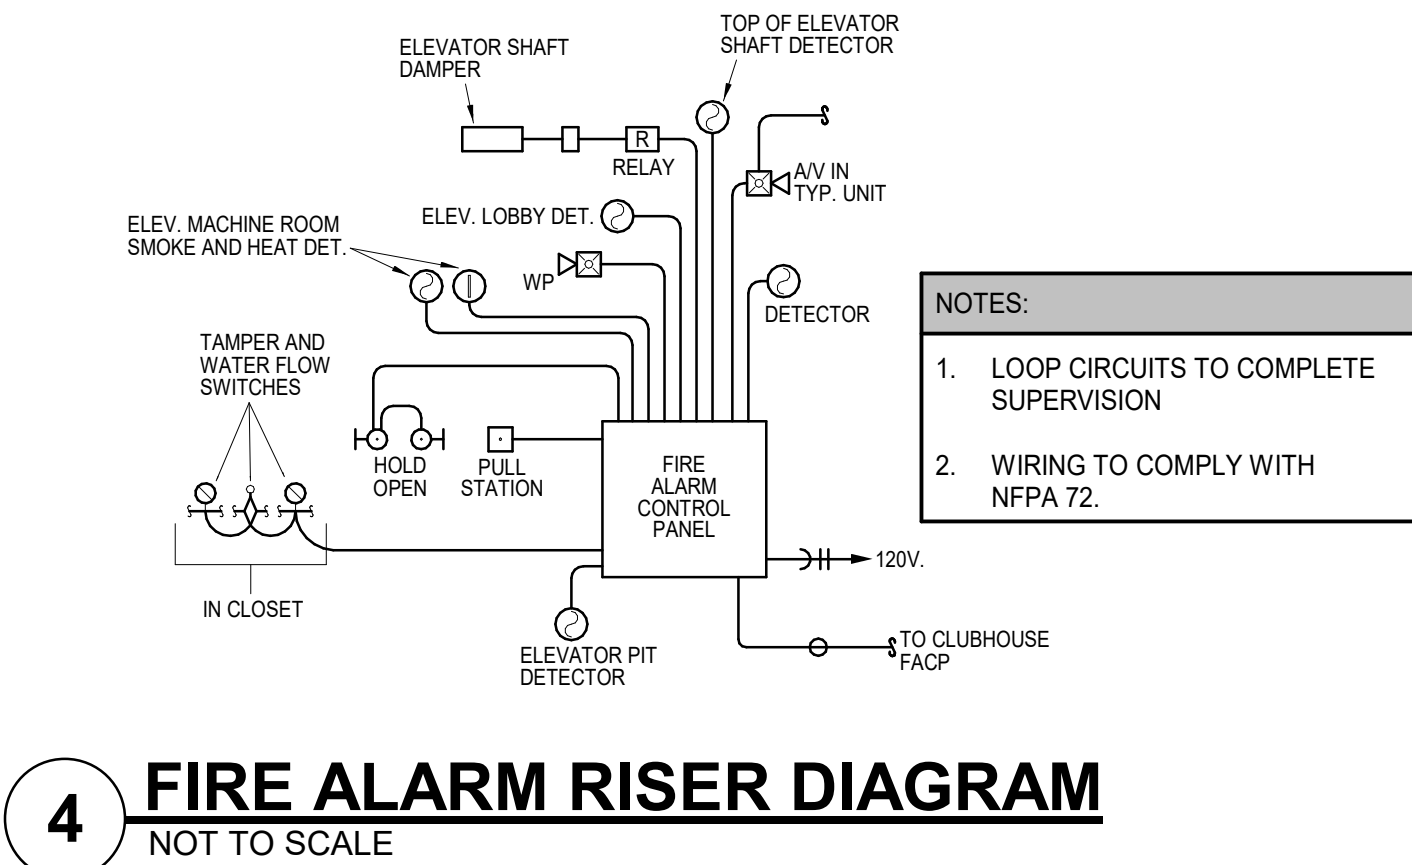 TOP OF ELEVATOR
SHAFT DETECTOR
ELEVATOR SHAFT
DAMPER
R
RELAY
A/V IN
TYP. UNIT
ELEV. LOBBY DET.
ELEV. MACHINE ROOM
SMOKE AND HEAT DET.
WP
DETECTOR
TAMPER AND
WATER FLOW
SWITCHES
HOLD
OPEN
PULL
STATION
FIRE
ALARM
CONTROL
PANEL
120V.
IN CLOSET
ELEVATOR PIT
DETECTOR
TO CLUBHOUSE
FACP
NOTES:
1. LOOP CIRCUITS TO COMPLETE
SUPERVISION
2. WIRING TO COMPLY WITH
NFPA 72.
4
FIRE ALARM RISER DIAGRAM
NOT TO SCALE